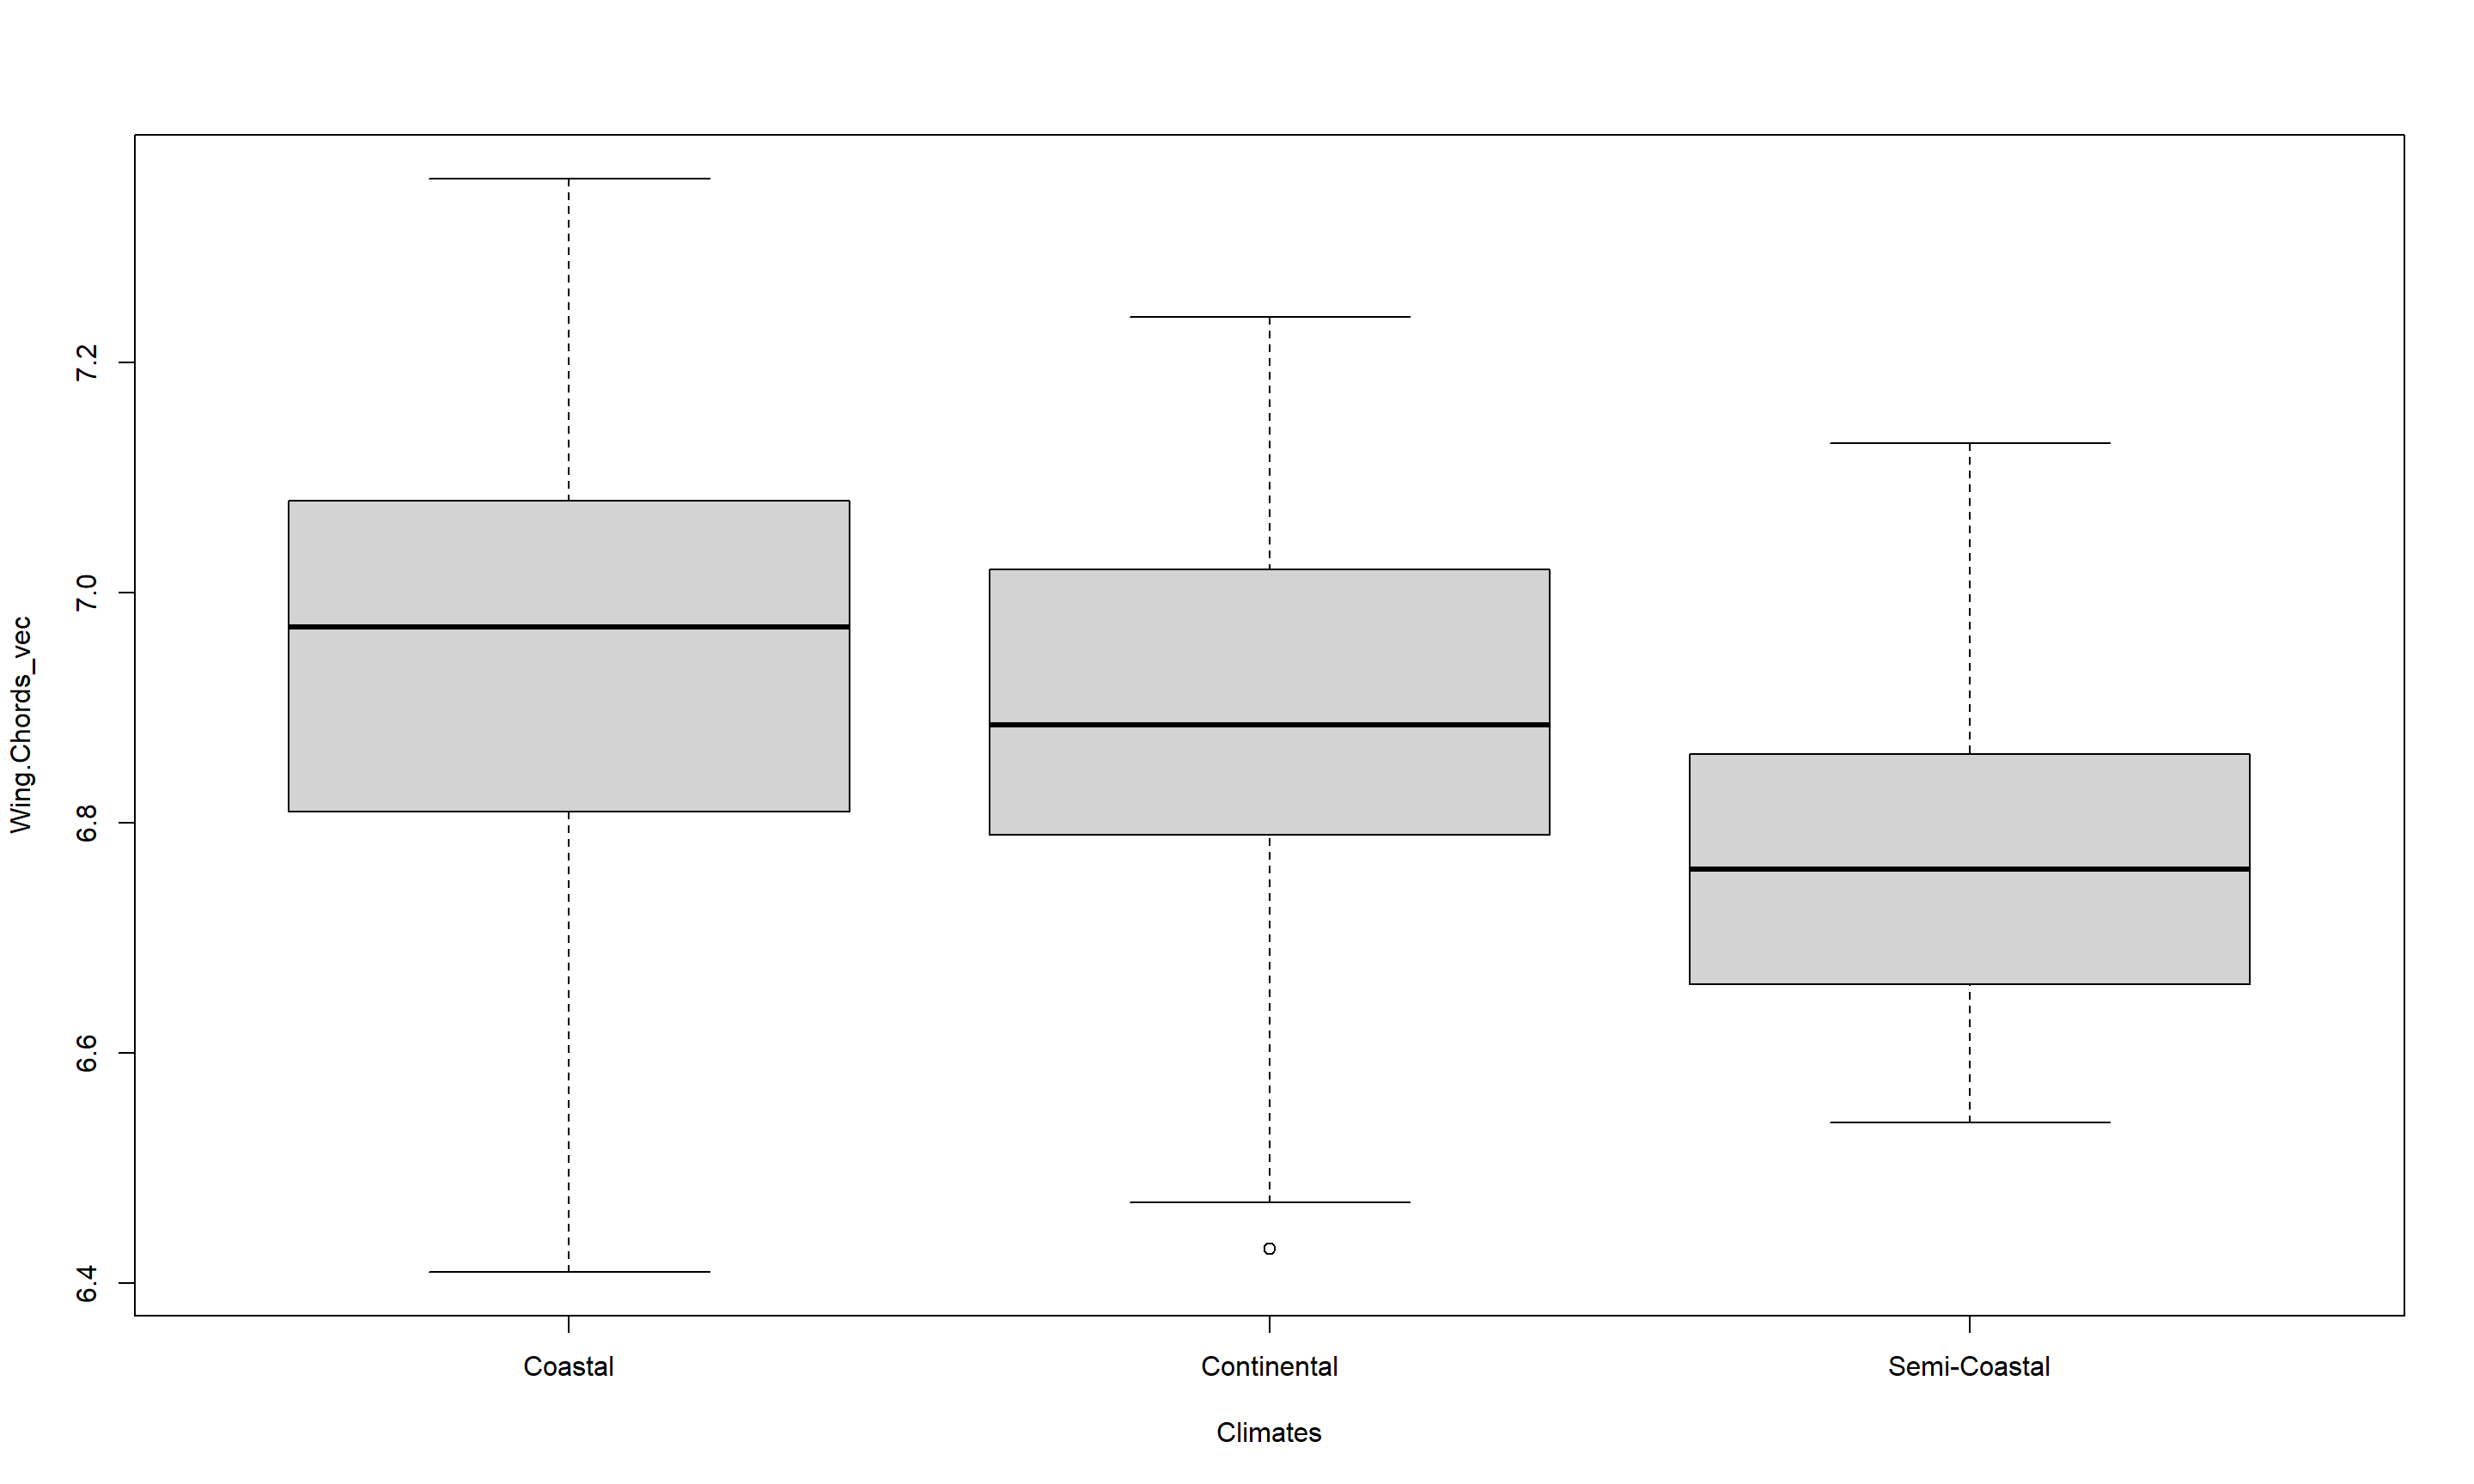 Wing.Chords_vec
7.2
7.0
6.8
6.6
6.4
Coastal
Continental
Semi-Coastal
Climates